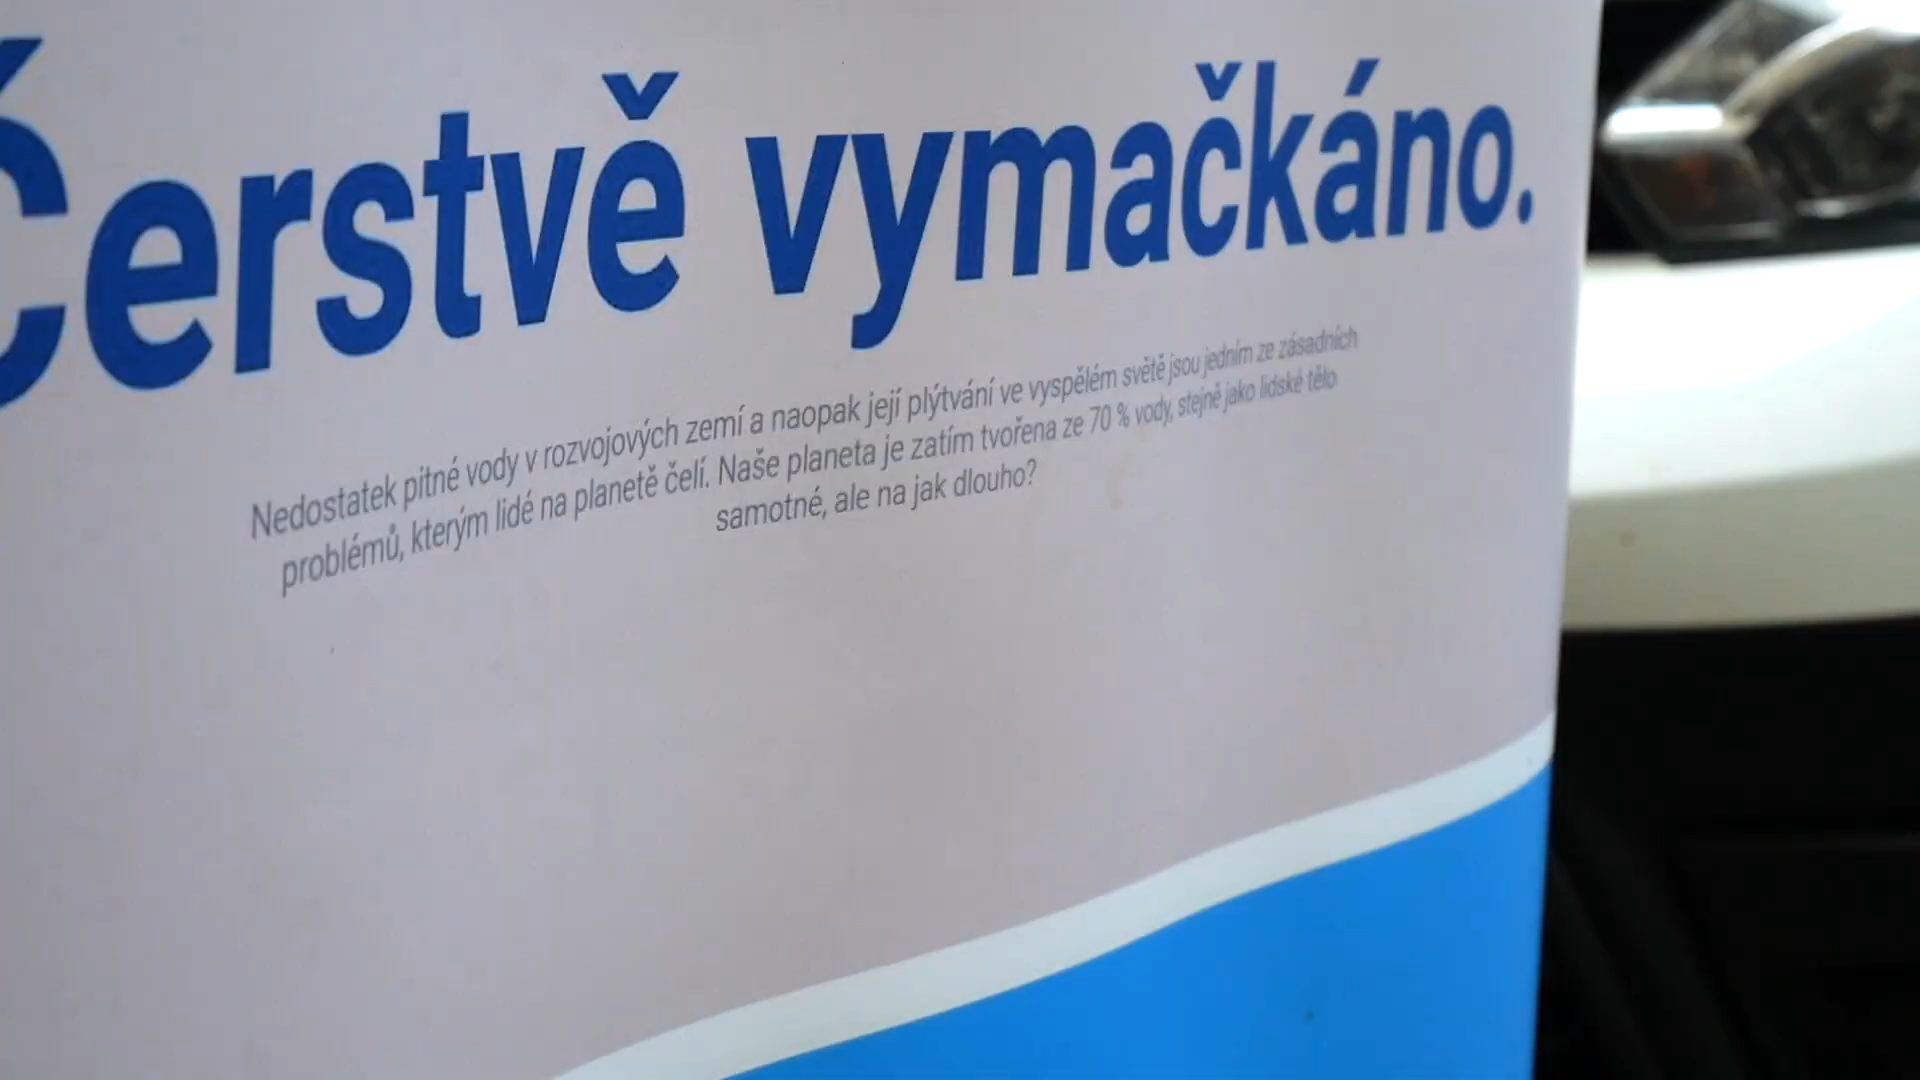 Čerstvě vymačkáno.
Nedostatek pitné vody v rozvojových zemí a naopak její plýtvání ve vyspělém světě jsou jedním ze zásadních
problémů, kterým lidé na planetě čelí. Naše planeta je zatím tvořena ze 70 % vody, stejně jako lidské tělo
samotné, ale na jak dlouho?